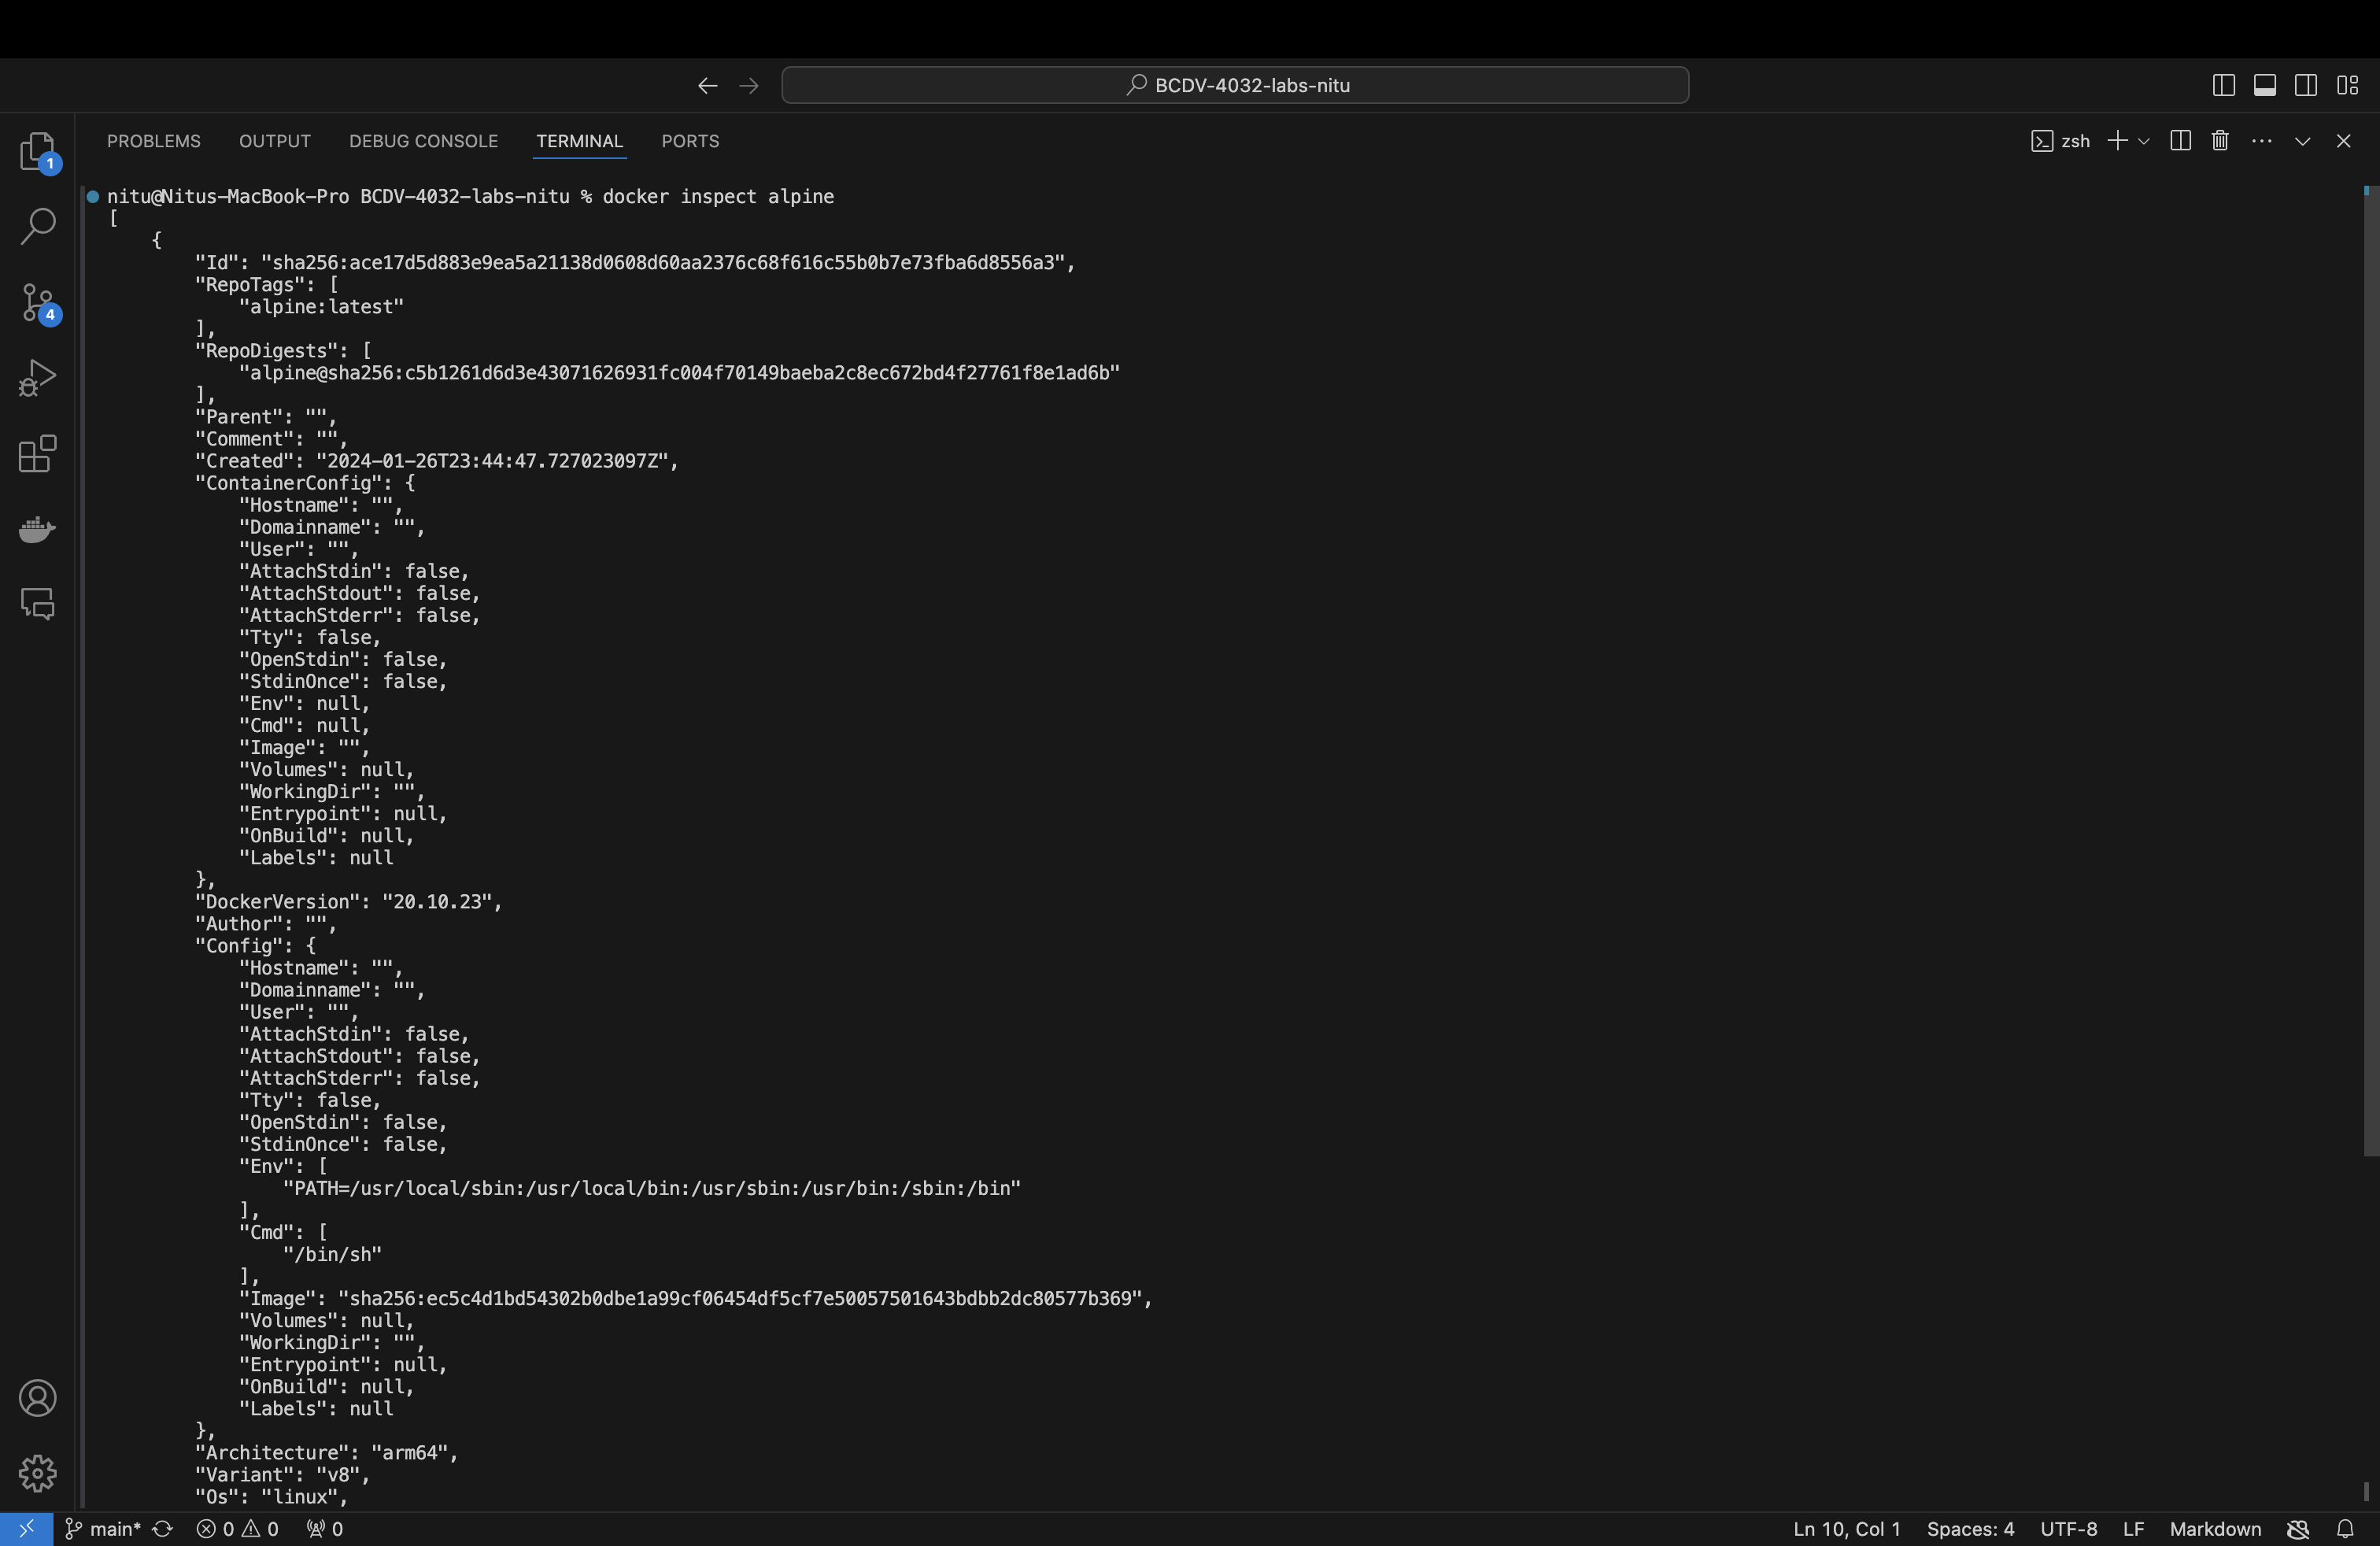 BCDV-4032-labs-nitu
PROBLEMS OUTPUT DEBUG CONSOLE TERMINAL PORTS zsh
1
4
nitu@Nitus-MacBook-Pro BCDV-4032-labs-nitu % docker inspect alpine
[
    {
        "Id": "sha256:ace17d5d883e9ea5a21138d0608d60aa2376c68f616c55b0b7e73fba6d8556a3",
        "RepoTags": [
            "alpine:latest"
        ],
        "RepoDigests": [
            "alpine@sha256:c5b1261d6d3e43071626931fc004f70149baeba2c8ec672bd4f27761f8e1ad6b"
        ],
        "Parent": "",
        "Comment": "",
        "Created": "2024-01-26T23:44:47.727023097Z",
        "ContainerConfig": {
            "Hostname": "",
            "Domainname": "",
            "User": "",
            "AttachStdin": false,
            "AttachStdout": false,
            "AttachStderr": false,
            "Tty": false,
            "OpenStdin": false,
            "StdinOnce": false,
            "Env": null,
            "Cmd": null,
            "Image": "",
            "Volumes": null,
            "WorkingDir": "",
            "Entrypoint": null,
            "OnBuild": null,
            "Labels": null
        },
        "DockerVersion": "20.10.23",
        "Author": "",
        "Config": {
            "Hostname": "",
            "Domainname": "",
            "User": "",
            "AttachStdin": false,
            "AttachStdout": false,
            "AttachStderr": false,
            "Tty": false,
            "OpenStdin": false,
            "StdinOnce": false,
            "Env": [
                "PATH=/usr/local/sbin:/usr/local/bin:/usr/sbin:/usr/bin:/sbin:/bin"
            ],
            "Cmd": [
                "/bin/sh"
            ],
            "Image": "sha256:ec5c4d1bd54302b0dbe1a99cf06454df5cf7e50057501643bdbb2dc80577b369",
            "Volumes": null,
            "WorkingDir": "",
            "Entrypoint": null,
            "OnBuild": null,
            "Labels": null
        },
        "Architecture": "arm64",
        "Variant": "v8",
        "Os": "linux",
main* 0 0 0 Ln 10, Col 1 Spaces: 4 UTF-8 LF Markdown